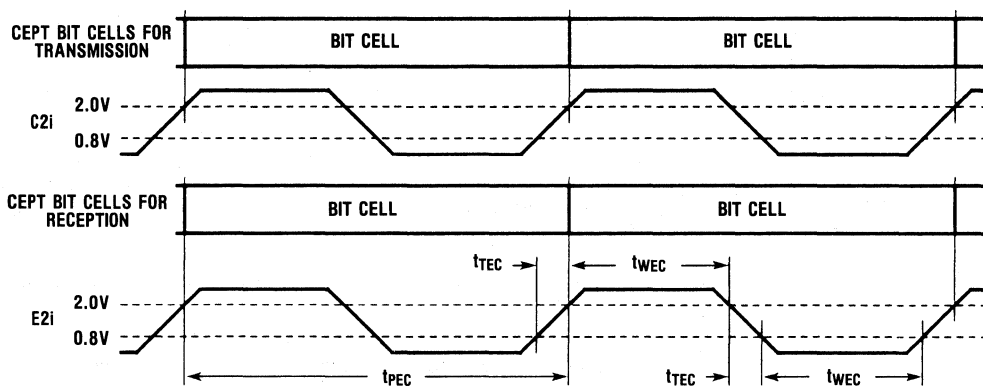 CEPT BIT CELLS FOR
TRANSMISSION
BIT CELL
BIT CELL
C2i
2.0V
0.8V
CEPT BIT CELLS FOR
RECEPTION
BIT CELL
BIT CELL
tTEC
tWEC
E2i
2.0V
0.8V
tPEC
tTEC
tWEC